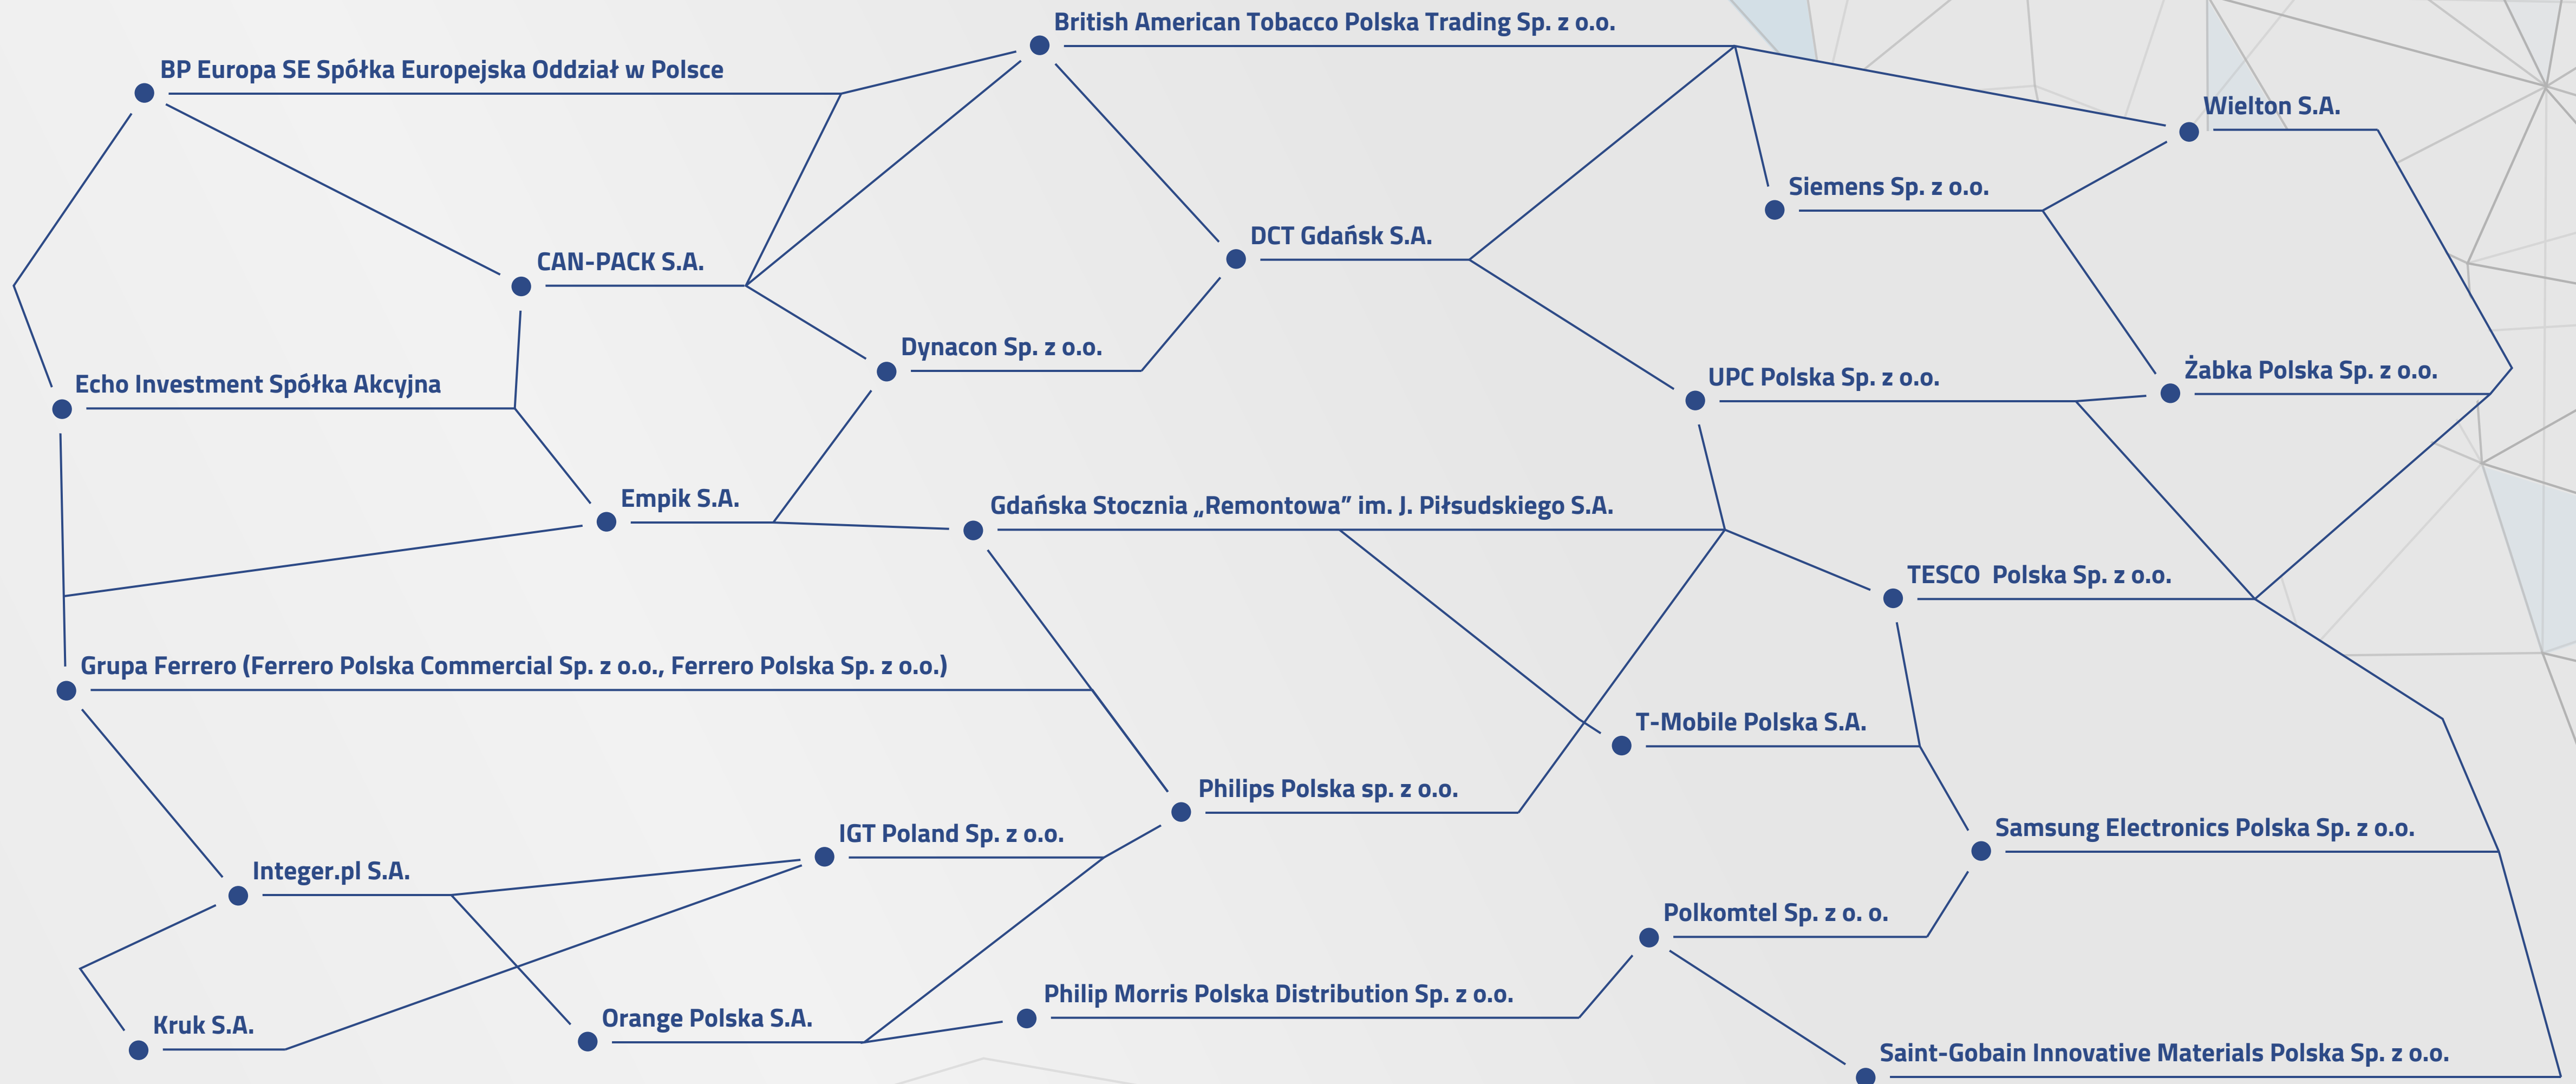 British American Tobacco Polska Trading Sp. z o.o.
BP Europa SE Spółka Europejska Oddział w Polsce
Wielton S.A.
Siemens Sp. z o.o.
DCT Gdańsk S.A.
CAN-PACK S.A.
Dynacon Sp. z o.o.
Żabka Polska Sp. z o.o.
UPC Polska Sp. z o.o.
Echo Investment Spółka Akcyjna
Empik S.A.
Gdańska Stocznia „Remontowa” im. J. Piłsudskiego S.A.
TESCO  Polska Sp. z o.o.
Grupa Ferrero (Ferrero Polska Commercial Sp. z o.o., Ferrero Polska Sp. z o.o.)
T-Mobile Polska S.A.
Philips Polska sp. z o.o.
Samsung Electronics Polska Sp. z o.o.
IGT Poland Sp. z o.o.
Integer.pl S.A.
Polkomtel Sp. z o. o.
Philip Morris Polska Distribution Sp. z o.o.
Orange Polska S.A.
Kruk S.A.
Saint-Gobain Innovative Materials Polska Sp. z o.o.